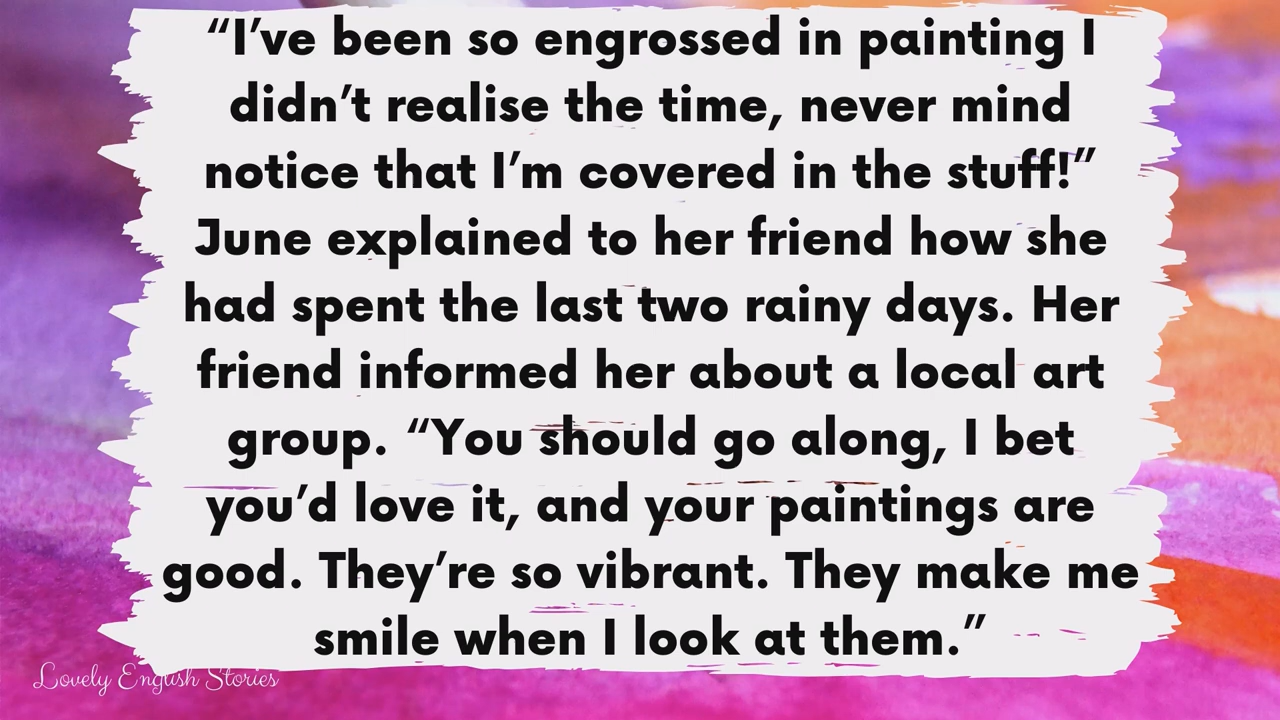 “I’ve been so engrossed in painting I
didn’t realise the time, never mind
notice that I’m covered in the stuff!”
June explained to her friend how she
had spent the last two rainy days. Her
friend informed her about a local art
group. “You should go along, I bet
you’d love it, and your paintings are
good. They’re so vibrant. They make me
smile when I look at them.”
Lovely English Stories